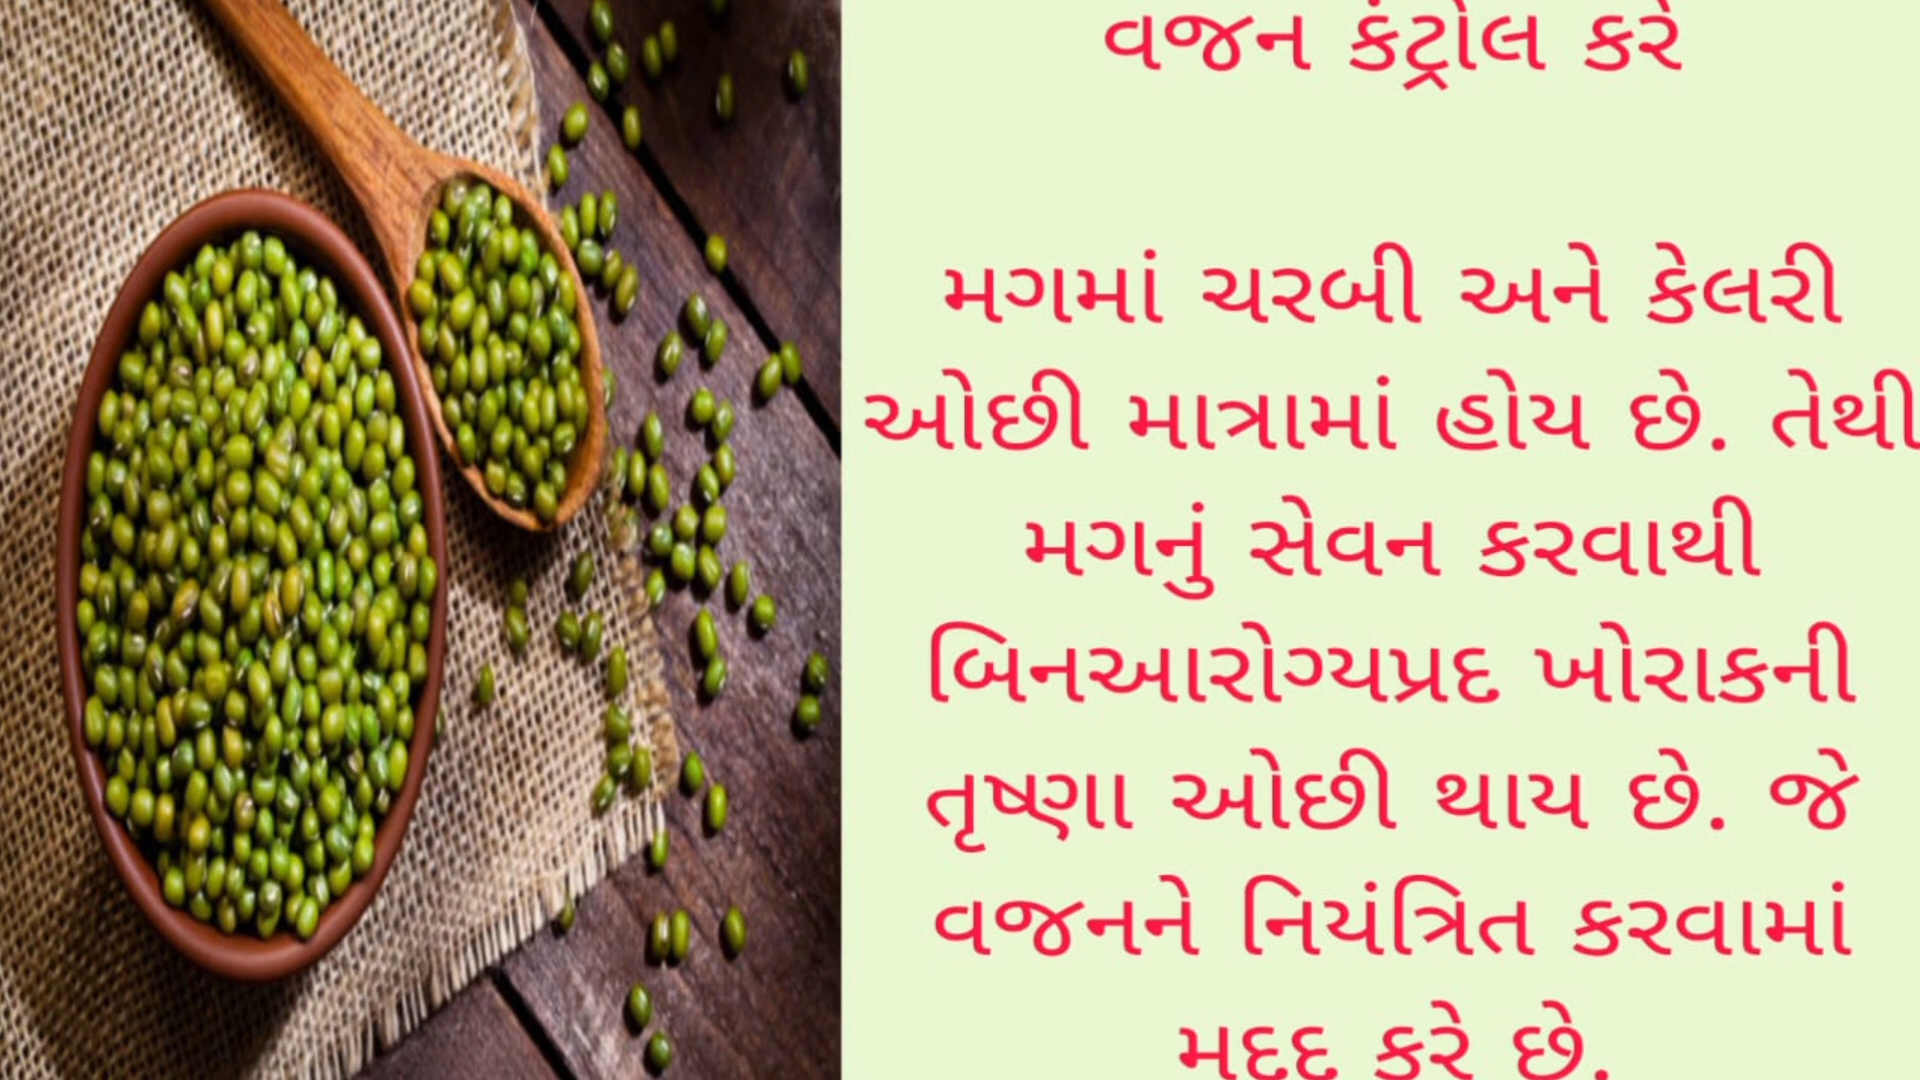 વજન કંટ્રોલ કરે
મગમાં ચરબી અને કેલરી
ઓછી માત્રામાં હોય છે. તેથી
મગનું સેવન કરવાથી
બિનઆરોગ્યપ્રદ ખોરાકની
તૃષ્ણા ઓછી થાય છે. જે
વજનને નિયંત્રિત કરવામાં
મદદ કરે છે.